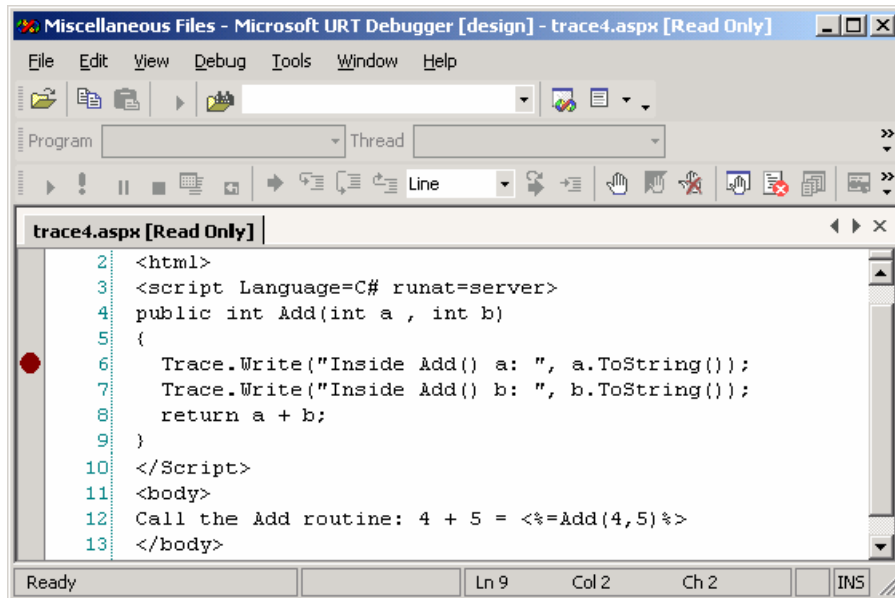 Miscellaneous Files - Microsoft URT Debugger [design] - trace4.aspx [Read Only]
File Edit View Debug Tools Window Help
Program Thread
Line
trace4.aspx [Read Only]
2 <html>
3 <script Language=C# runat=server>
4 public int Add(int a , int b)
5 {
6 Trace.Write("Inside Add() a: ", a.ToString());
7 Trace.Write("Inside Add() b: ", b.ToString());
8 return a + b;
9 }
10 </Script>
11 <body>
12 Call the Add routine: 4 + 5 = <%=Add(4,5)%>
13 </body>
Ready Ln 9 Col 2 Ch 2 INS